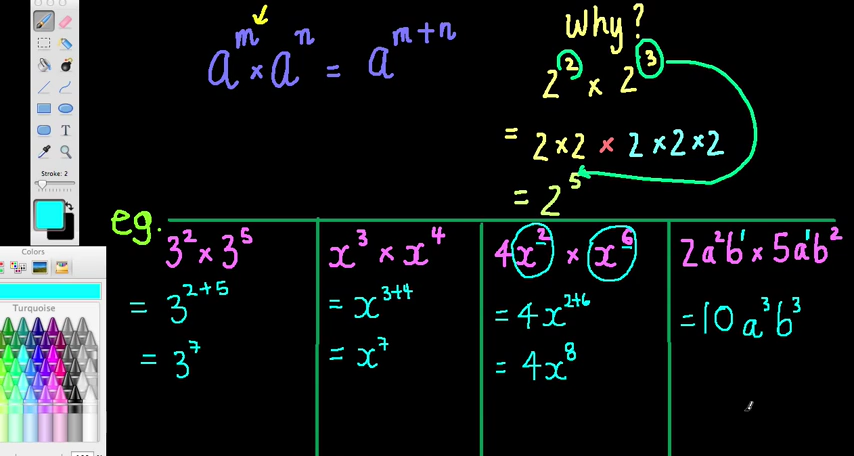 a^m × a^n = a^(m+n)
Why?
2^2 × 2^3
= 2 × 2 × 2 × 2 × 2
= 2^5
eg.
3^2 × 3^5
= 3^(2+5)
= 3^7
x^3 × x^4
= x^(3+4)
= x^7
4x^2 × x^6
= 4x^(2+6)
= 4x^8
2a^2b^1 × 5a^1b^2
= 10a^3b^3
T
Stroke: 2
Colors
Turquoise